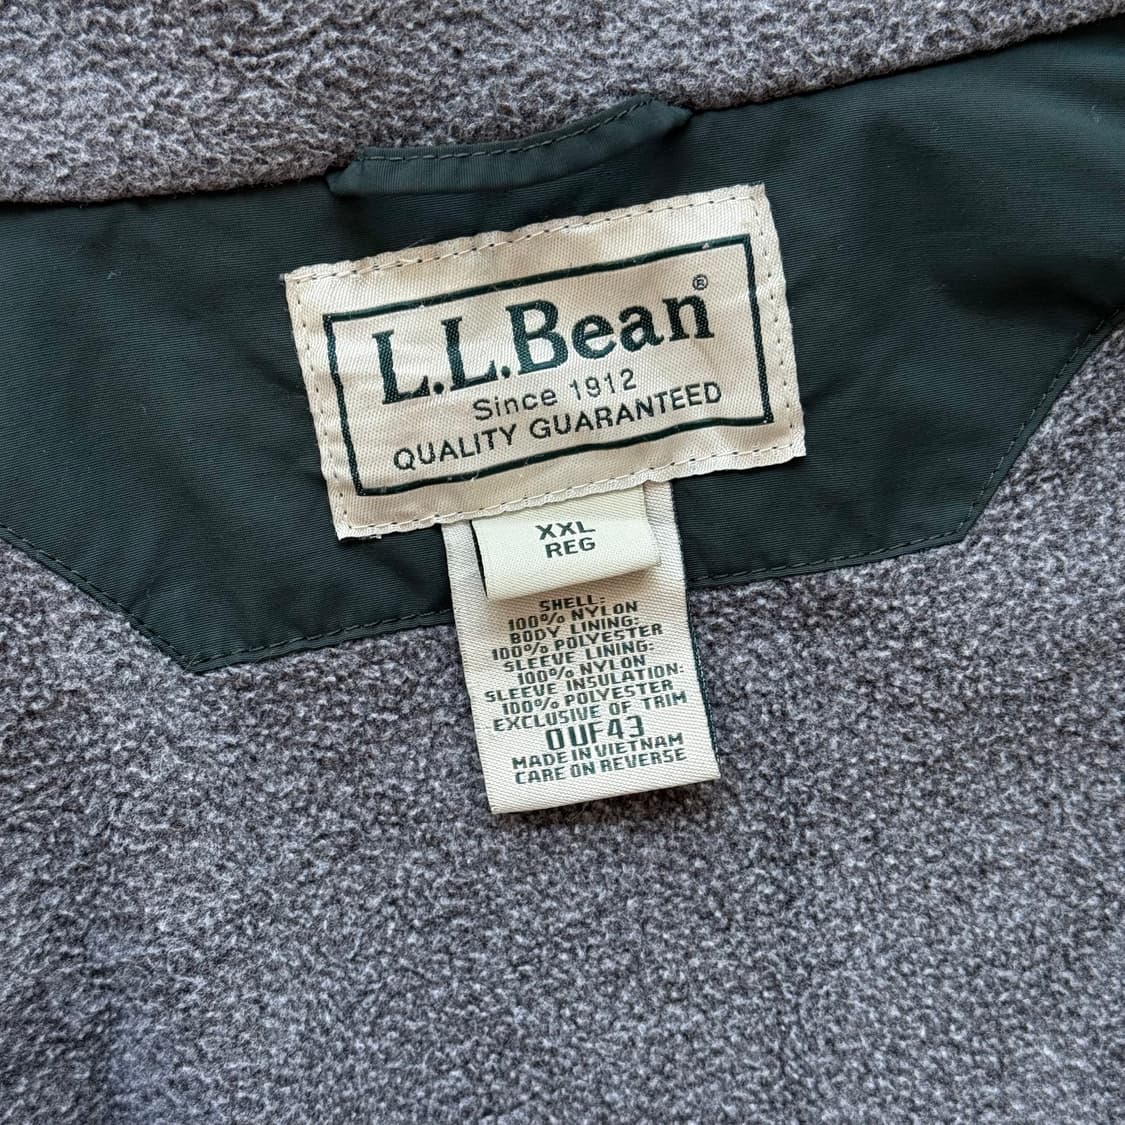 L.L.Bean®
Since 1912
QUALITY GUARANTEED
XXL
REG
SHELL:
100% NYLON
BODY LINING:
100% POLYESTER
SLEEVE LINING:
100% NYLON
SLEEVE INSULATION:
100% POLYESTER
EXCLUSIVE OF TRIM
0UF43
MADE IN VIETNAM
CARE ON REVERSE